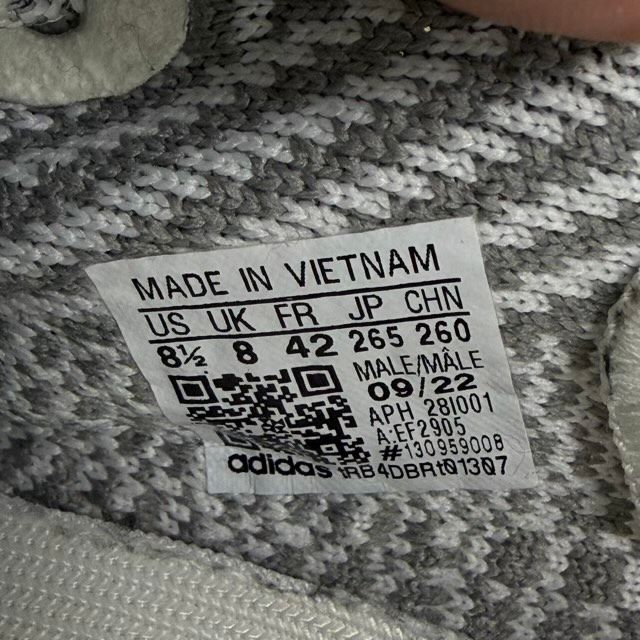 MADE IN VIETNAM
US UK FR JP CHN
8½ 8 42 265 260
MALE/MÂLE
09/22
APH 28I001
A:EF2905
#130959008
adidas RB4DBRt01307